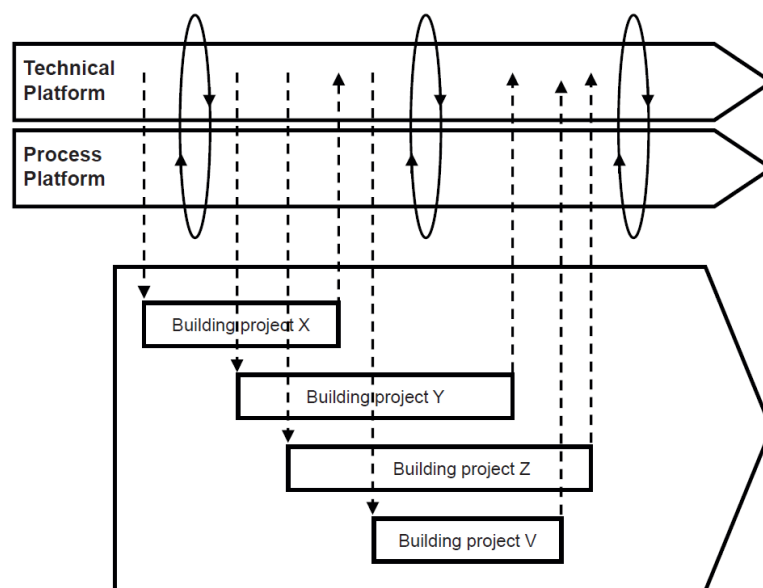 Technical
Platform
Process
Platform
Building project X
Building project Y
Building project Z
Building project V